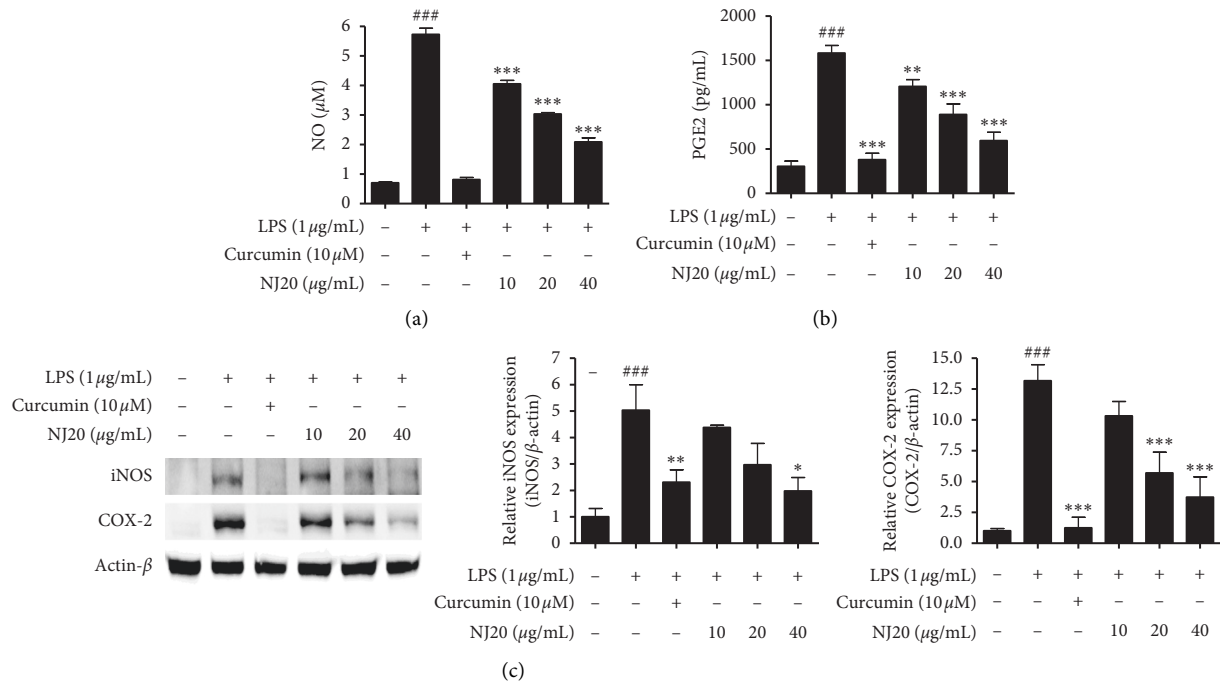 ###
***
***
***
6
5
4
3
2
1
0
NO (μM)
LPS (1 μg/mL) – + + + + +
Curcumin (10 μM) – – + – – –
NJ20 (μg/mL) – – – 10 20 40
(a)
###
***
**
***
***
2000
1500
1000
500
0
PGE2 (pg/mL)
LPS (1 μg/mL) – + + + + +
Curcumin (10 μM) – – + – – –
NJ20 (μg/mL) – – – 10 20 40
(b)
LPS (1 μg/mL) – + + + + +
Curcumin (10 μM) – – + – – –
NJ20 (μg/mL) – – – 10 20 40
iNOS
COX-2
Actin-β
–
###
**
*
7
6
5
4
3
2
1
0
Relative iNOS expression
(iNOS/β-actin)
LPS (1 μg/mL) – + + + + +
Curcumin (10 μM) – – + – – –
NJ20 (μg/mL) – – – 10 20 40
###
***
***
***
15.0
12.5
10.0
7.5
5.0
2.5
0.0
Relative COX-2 expression
(COX-2/β-actin)
LPS (1 μg/mL) – + + + + +
Curcumin (10 μM) – – + – – –
NJ20 (μg/mL) – – – 10 20 40
(c)